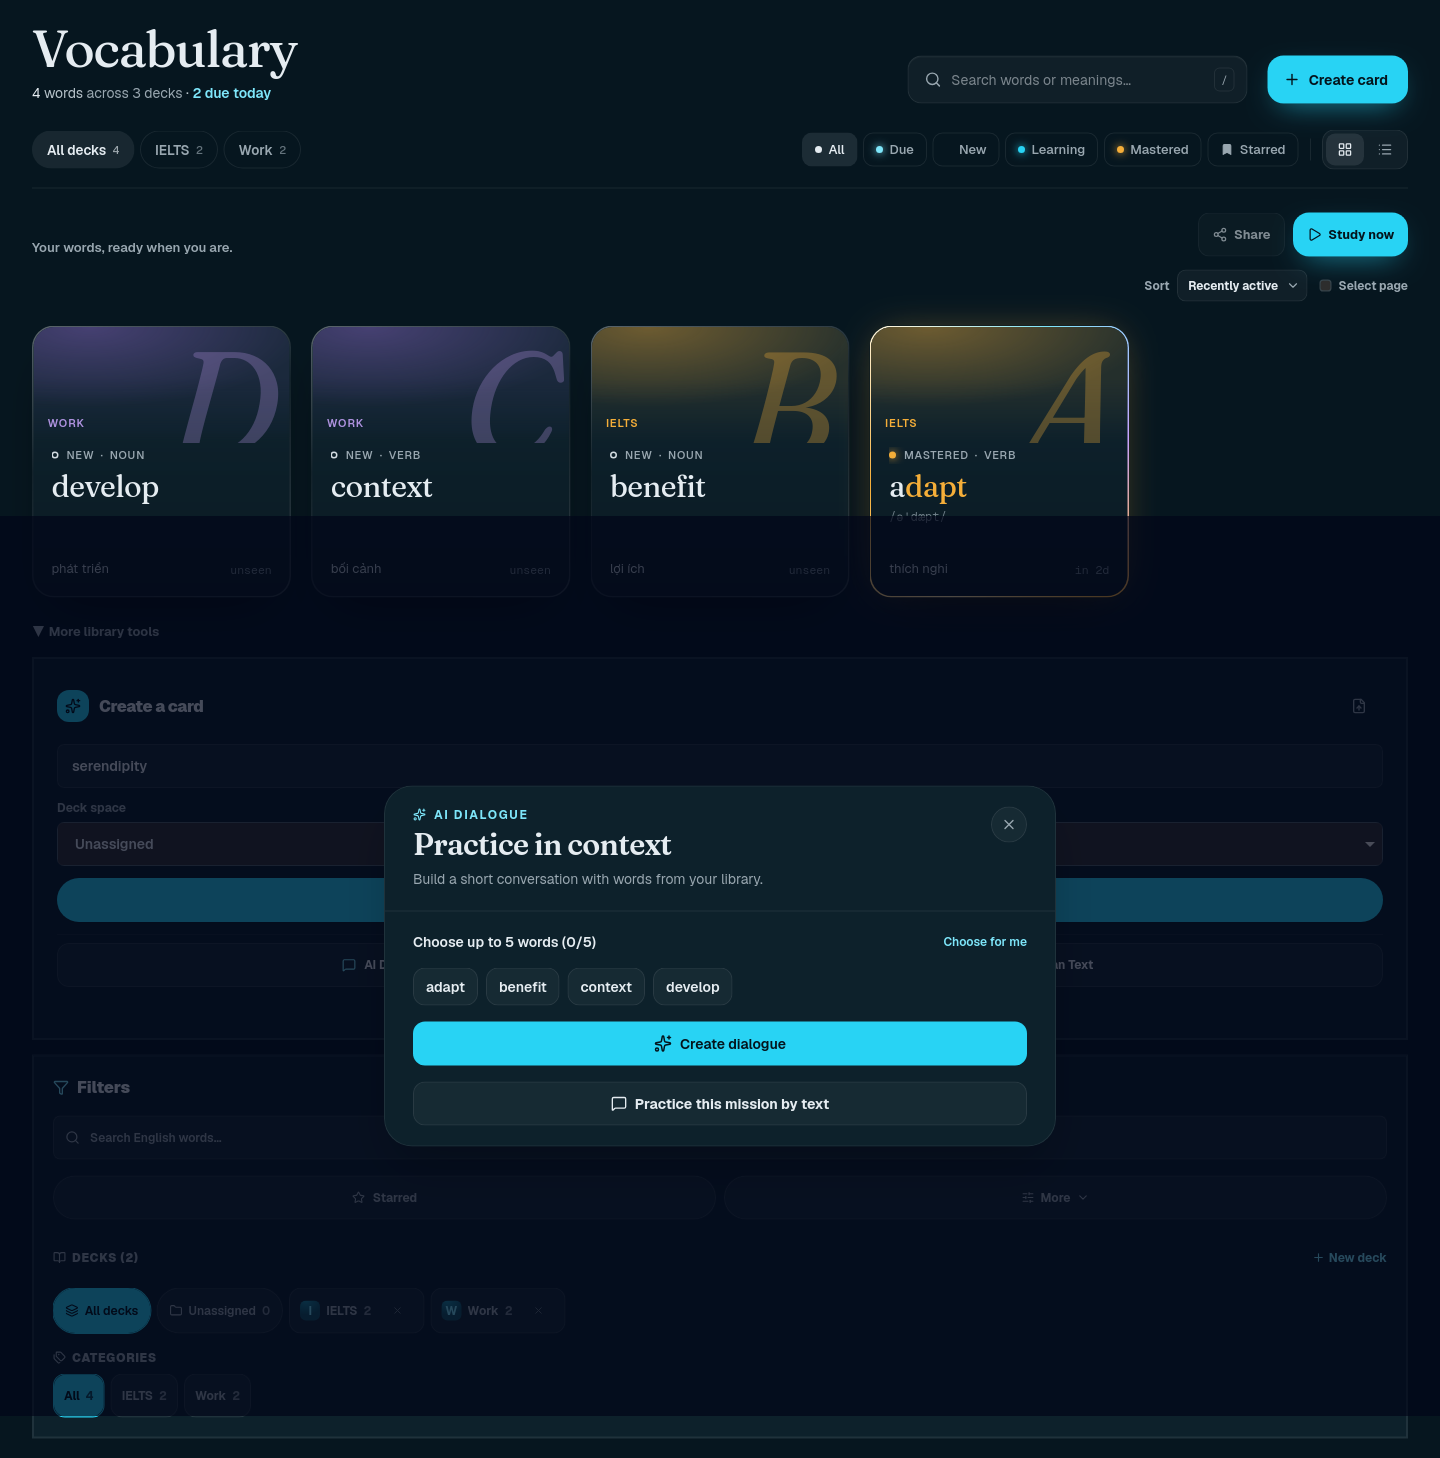 Vocabulary
4 words across 3 decks · 2 due today
Search words or meanings...
/
Create card
All decks 4
IELTS 2
Work 2
All
Due
New
Learning
Mastered
Starred
Your words, ready when you are.
Share
Study now
Sort
Recently active
Select page
D
WORK
NEW · NOUN
develop
phát triển
unseen
C
WORK
NEW · VERB
context
bối cảnh
unseen
B
IELTS
NEW · NOUN
benefit
lợi ích
unseen
A
IELTS
MASTERED · VERB
adapt
/əˈdæpt/
thích nghi
in 2d
More library tools
Create a card
serendipity
Deck space
Unassigned
AI D
n Text
AI DIALOGUE
Practice in context
Build a short conversation with words from your library.
Choose up to 5 words (0/5)
Choose for me
adapt
benefit
context
develop
Create dialogue
Practice this mission by text
Filters
Search English words...
Starred
More
DECKS (2)
New deck
All decks
Unassigned 0
I IELTS 2 ×
W Work 2 ×
CATEGORIES
All 4
IELTS 2
Work 2